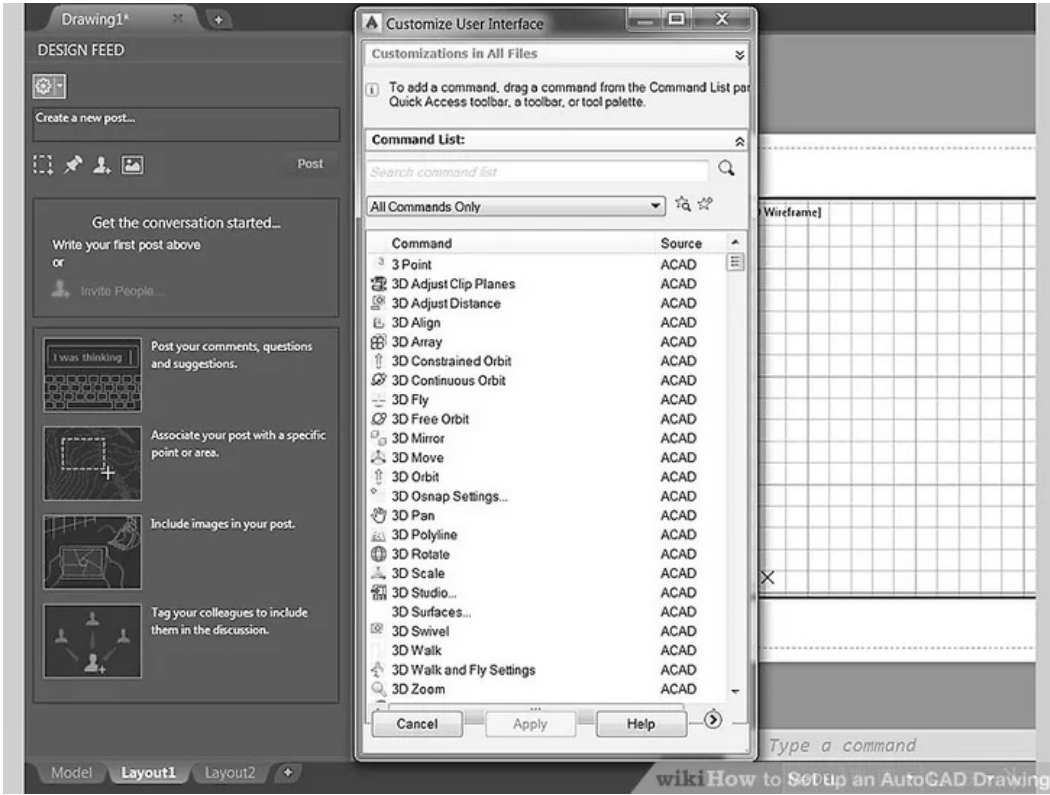 Drawing1*
DESIGN FEED
Create a new post...
Post
Get the conversation started...
Write your first post above
or
Invite People...
I was thinking
Post your comments, questions
and suggestions.
Associate your post with a specific
point or area.
Include images in your post.
Tag your colleagues to include
them in the discussion.
Model
Layout1
Layout2
Customize User Interface
Customizations in All Files
To add a command, drag a command from the Command List
Quick Access toolbar, a toolbar, or tool palette.
Command List:
Search command list
All Commands Only
Command Source
3 Point ACAD
3D Adjust Clip Planes ACAD
3D Adjust Distance ACAD
3D Align ACAD
3D Array ACAD
3D Constrained Orbit ACAD
3D Continuous Orbit ACAD
3D Fly ACAD
3D Free Orbit ACAD
3D Mirror ACAD
3D Move ACAD
3D Orbit ACAD
3D Osnap Settings... ACAD
3D Pan ACAD
3D Polyline ACAD
3D Rotate ACAD
3D Scale ACAD
3D Studio... ACAD
3D Surfaces... ACAD
3D Swivel ACAD
3D Walk ACAD
3D Walk and Fly Settings ACAD
3D Zoom ACAD
Cancel
Apply
Help
Wireframe]
Type a command
wikiHow to Set up an AutoCAD Drawing